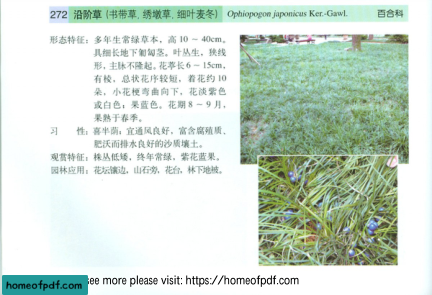 272 沿阶草 (书带草、绣墩草、细叶麦冬) Ophiopogon japonicus Ker.-Gawl. 百合科
形态特征：多年生常绿草本，高 10 ~ 40cm。
具细长地下匍匐茎。叶丛生，狭线
形，主脉不隆起。花葶长 6 ~ 15cm，
有棱，总状花序较短，着花约 10
朵，小花梗弯曲向下，花淡紫色
或白色；果蓝色。花期 8 ~ 9 月，
果熟于春季。
习 性：喜半荫；宜通风良好，富含腐殖质、
肥沃而排水良好的沙质壤土。
观赏特征：株丛低矮，终年常绿、紫花蓝果。
园林应用：花坛镶边，山石旁、花台、林下地被。
see more please visit: https://homeofpdf.com
homeofpdf.com